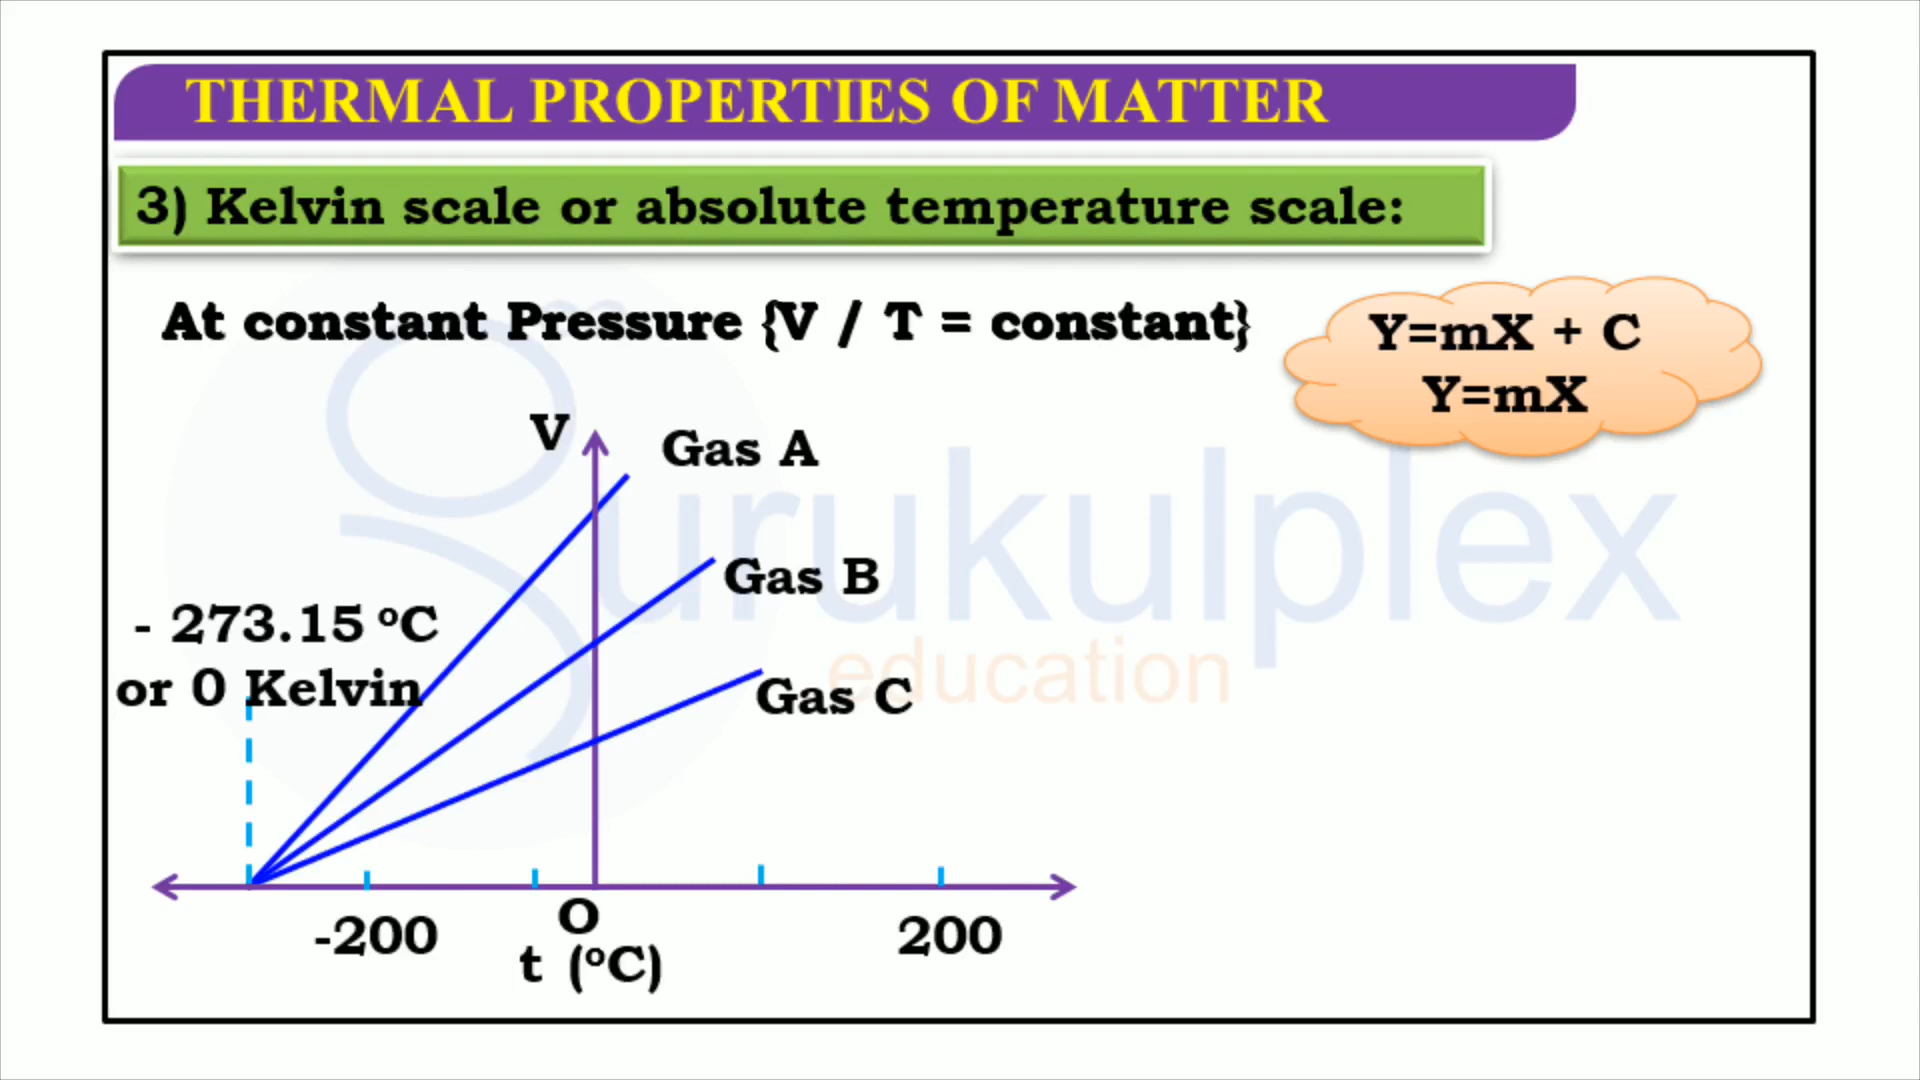 THERMAL PROPERTIES OF MATTER
3) Kelvin scale or absolute temperature scale:
At constant Pressure {V / T = constant}
Y=mX + C
Y=mX
V
Gas A
Gas B
- 273.15 °C
or 0 Kelvin
Gas C
urukulplex
education
-200
O
200
t (°C)